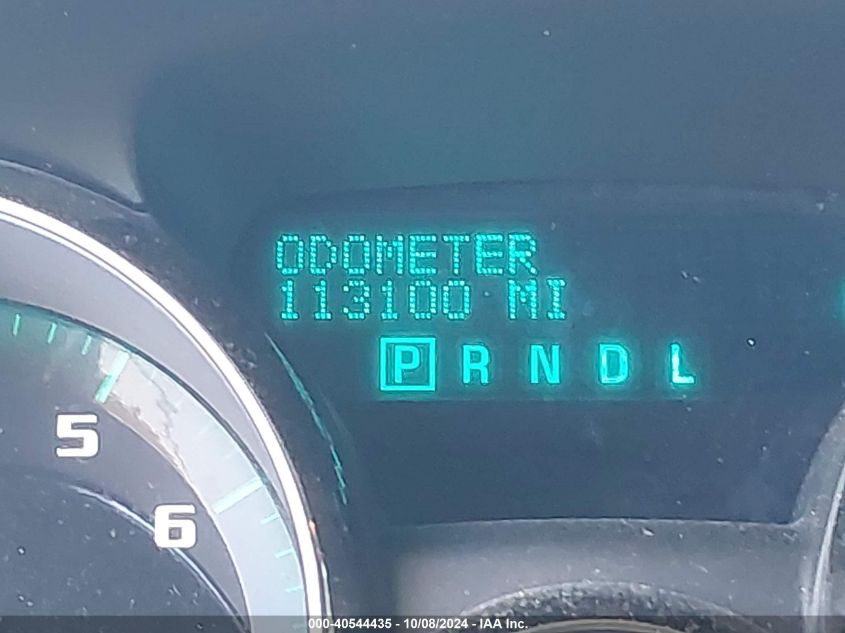 ODOMETER
113100 MI
P R N D L
5
6
000-40544435 - 10/08/2024 - IAA Inc.